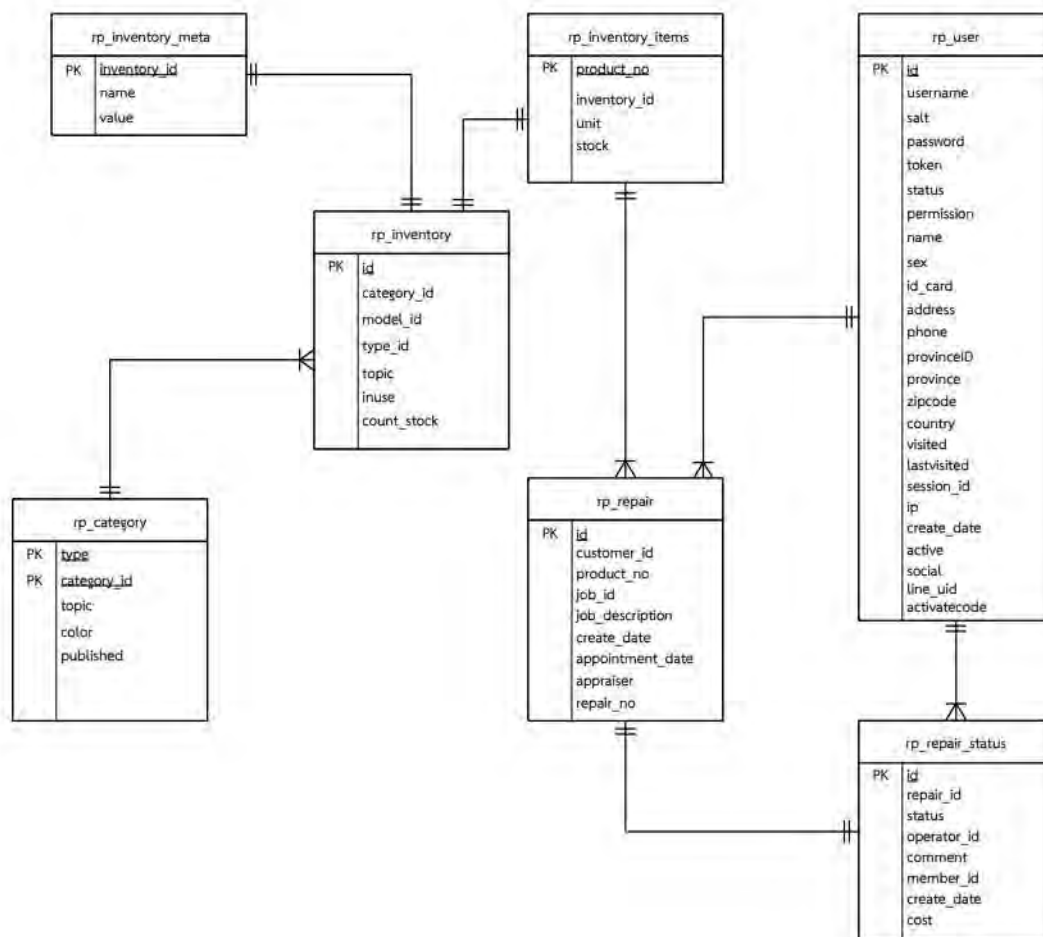 rp_inventory_meta
PK inventory_id
name
value
rp_inventory_items
PK product_no
inventory_id
unit
stock
rp_user
PK id
username
salt
password
token
status
permission
name
sex
id_card
address
phone
provinceID
province
zipcode
country
visited
lastvisited
session_id
ip
create_date
active
social
line_uid
activatecode
rp_inventory
PK id
category_id
model_id
type_id
topic
inuse
count_stock
rp_category
PK type
PK category_id
topic
color
published
rp_repair
PK id
customer_id
product_no
job_id
job_description
create_date
appointment_date
appraiser
repair_no
rp_repair_status
PK id
repair_id
status
operator_id
comment
member_id
create_date
cost